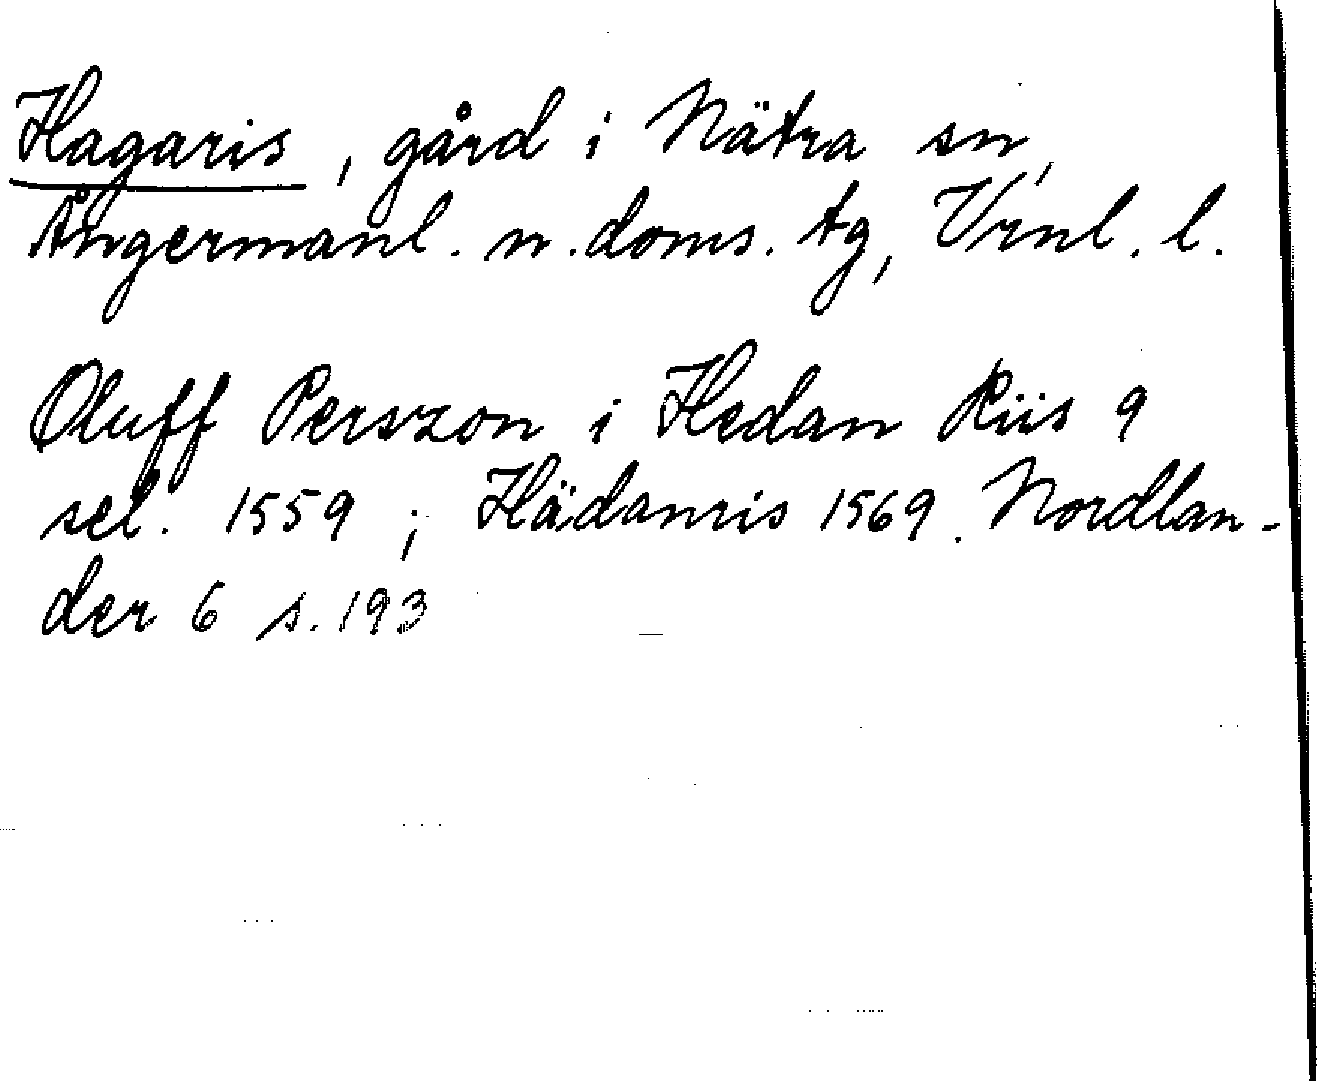 Hagaris, gård i Nätra sn,
Ångermanl. n. doms. tg, Vrnl. l.
Oluff Perszon i Hedan Riis 9
sel. 1559; Hädanris 1569. Nordlan-
der 6 s. 193